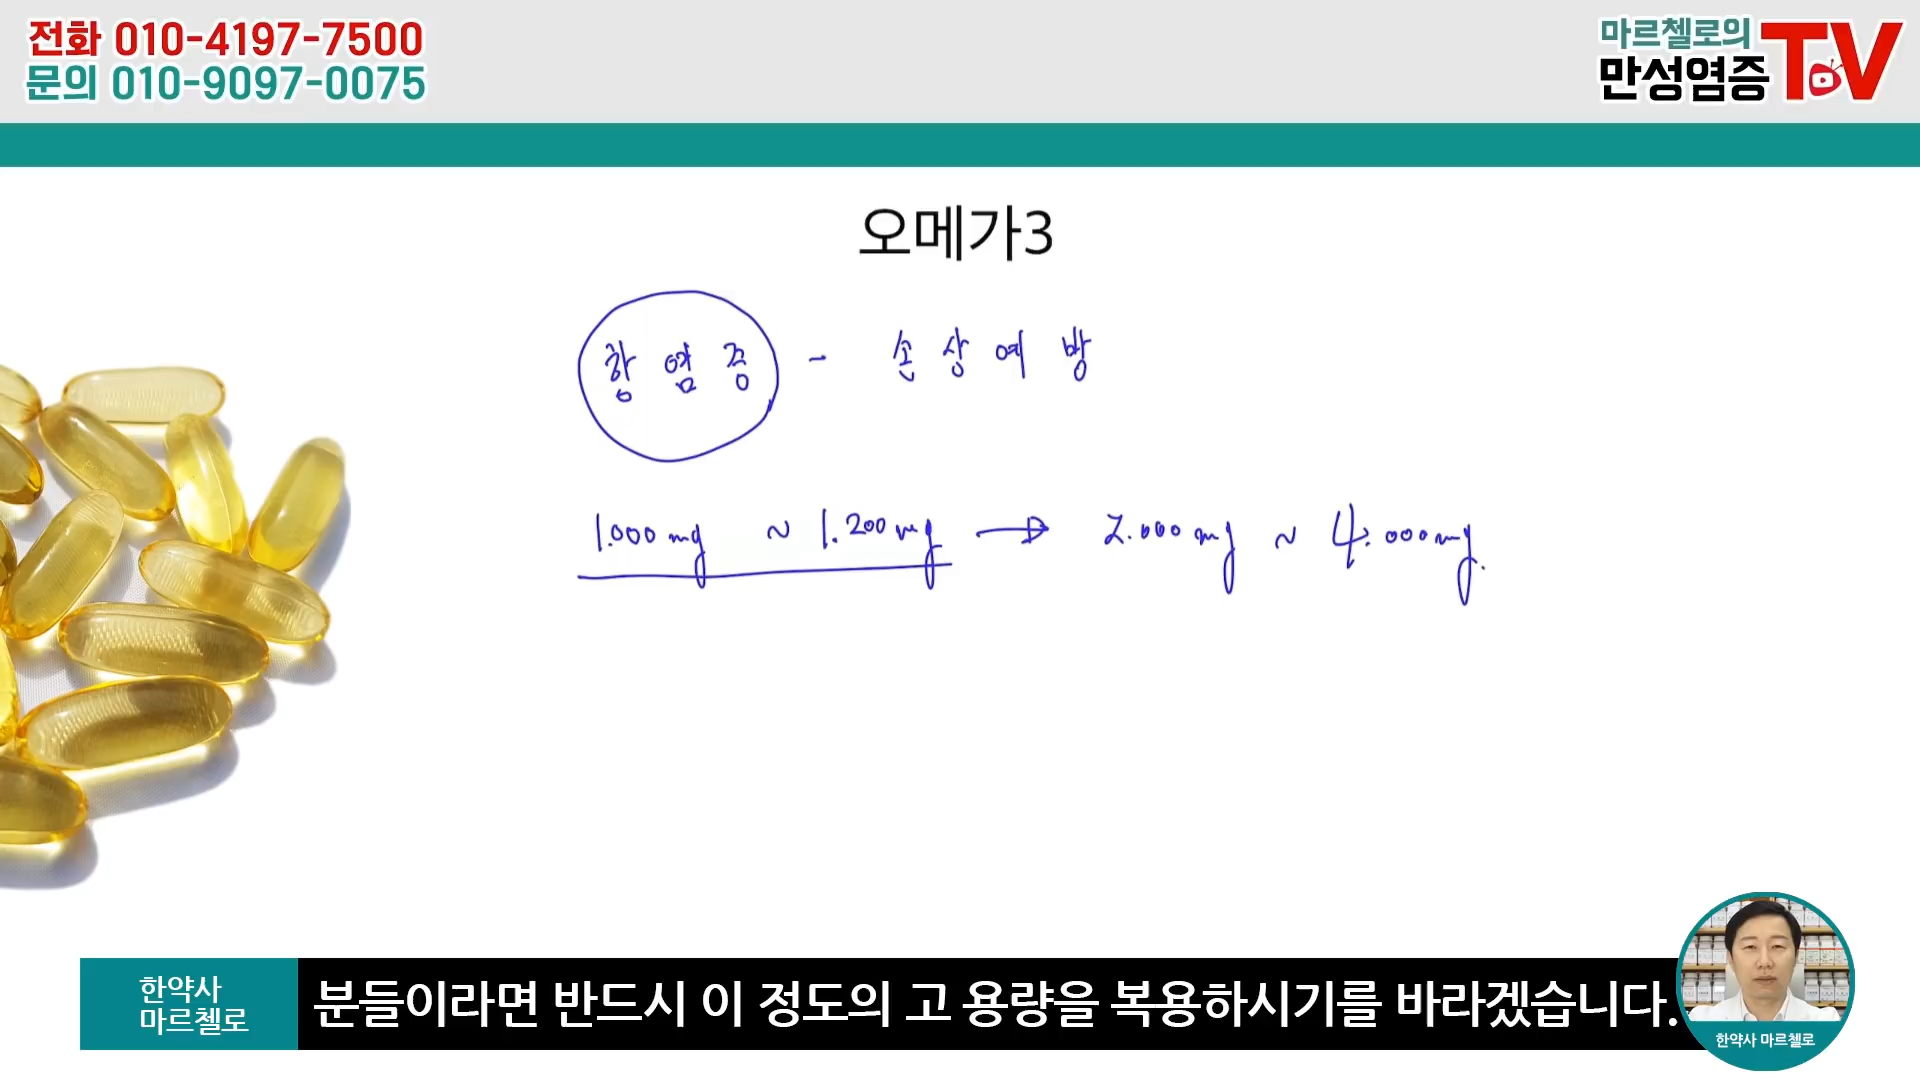 전화 010-4197-7500
문의 010-9097-0075
마르첼로의
만성염증TV
오메가3
항염증 - 손상예방
1.000mg ~ 1.200mg → 2.000mg ~ 4.000mg.
한약사
마르첼로
분들이라면 반드시 이 정도의 고 용량을 복용하시기를 바라겠습니다.
한약사 마르첼로